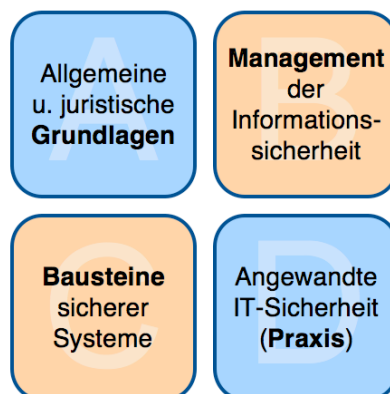 A
Allgemeine
u. juristische
Grundlagen
B
Management
der
Informations-
sicherheit
C
Bausteine
sicherer
Systeme
D
Angewandte
IT-Sicherheit
(Praxis)